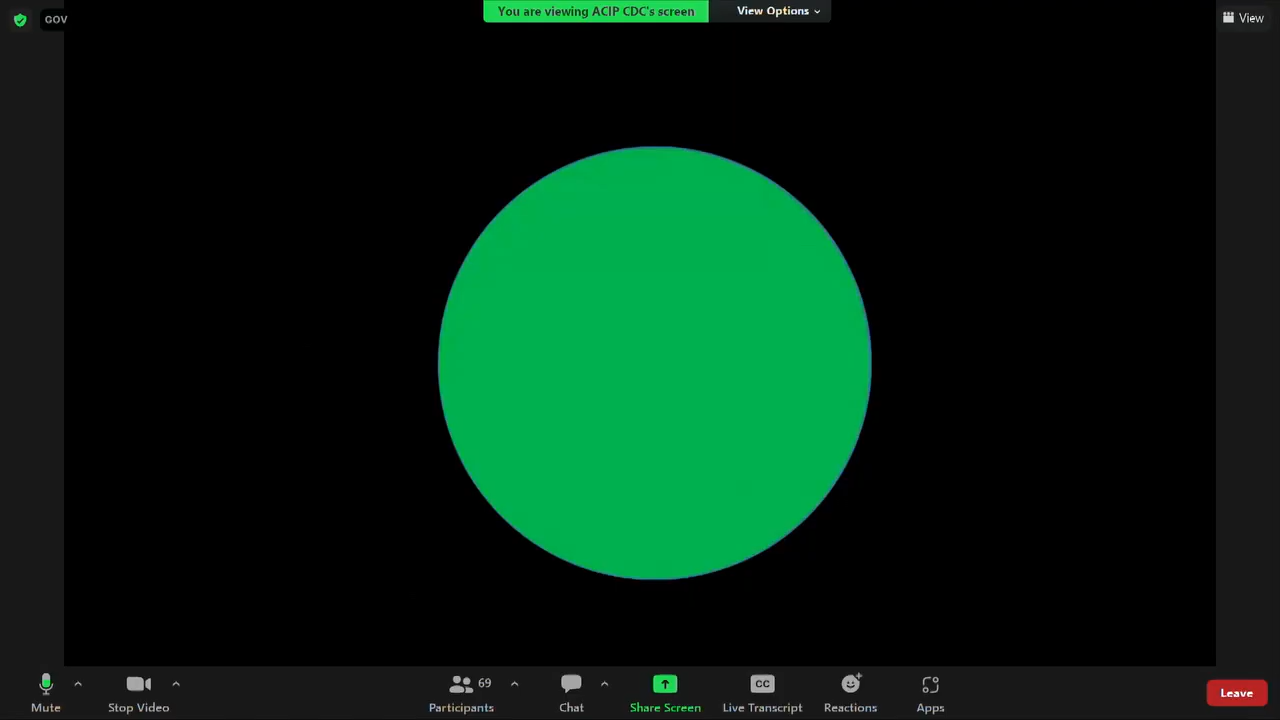 GOV
You are viewing ACIP CDC's screen
View Options
View
69
Mute
Stop Video
Participants
Chat
Share Screen
CC
Live Transcript
Reactions
Apps
Leave